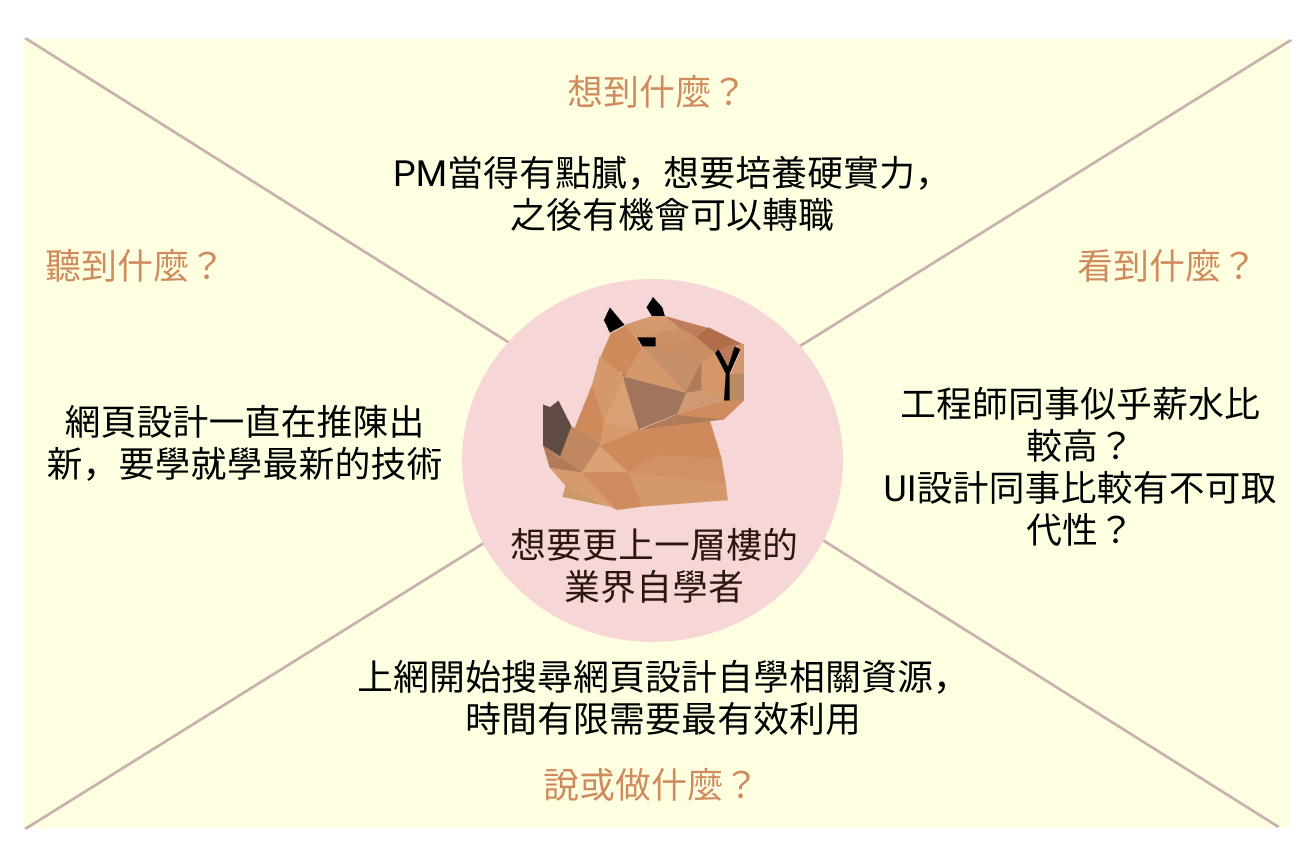 想到什麼？
PM當得有點膩，想要培養硬實力，
之後有機會可以轉職
聽到什麼？
網頁設計一直在推陳出
新，要學就學最新的技術
看到什麼？
工程師同事似乎薪水比
較高？
UI設計同事比較有不可取
代性？
想要更上一層樓的
業界自學者
上網開始搜尋網頁設計自學相關資源，
時間有限需要最有效利用
說或做什麼？